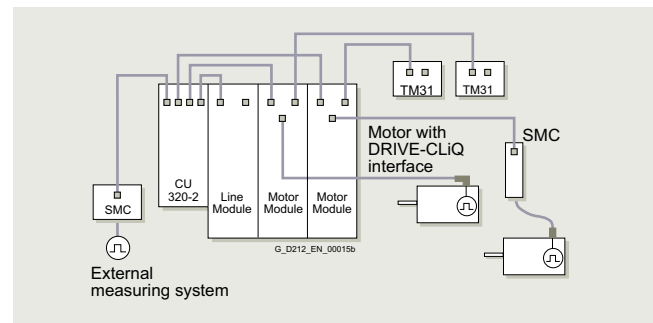 TM31
TM31
Motor with
DRIVE-CLiQ
interface
SMC
CU
320-2
Line
Module
Motor
Module
Motor
Module
SMC
G_D212_EN_00015b
External
measuring system